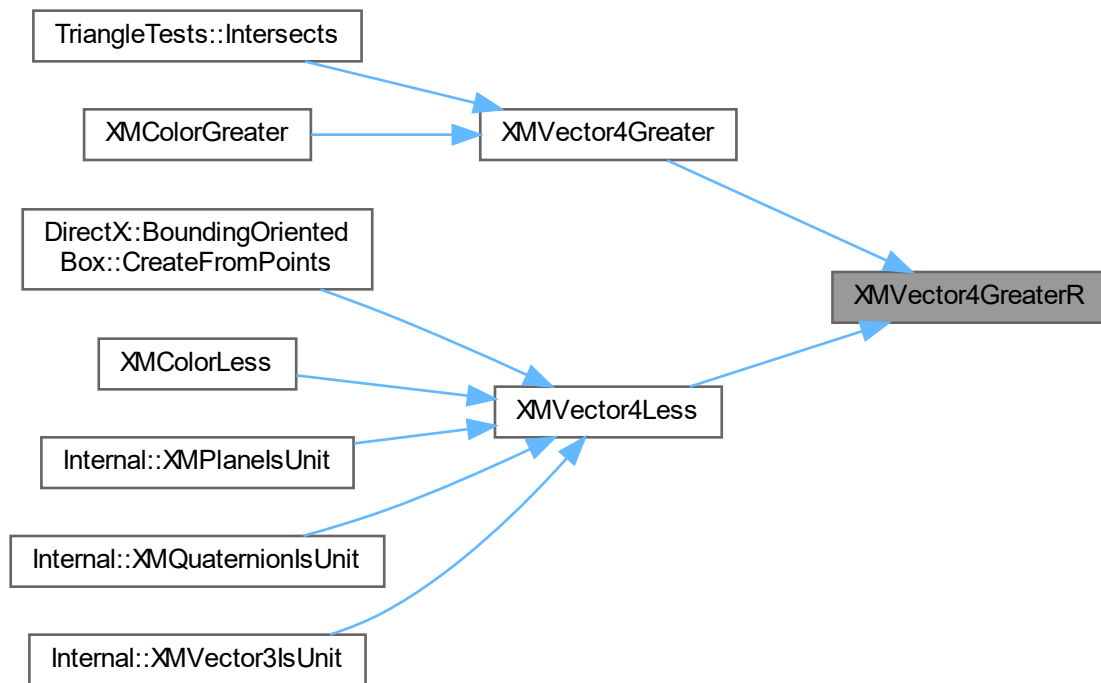 TriangleTests::Intersects
XMColorGreater
XMVector4Greater
DirectX::BoundingOriented
Box::CreateFromPoints
XMVector4GreaterR
XMColorLess
XMVector4Less
Internal::XMPlaneIsUnit
Internal::XMQuaternionIsUnit
Internal::XMVector3IsUnit